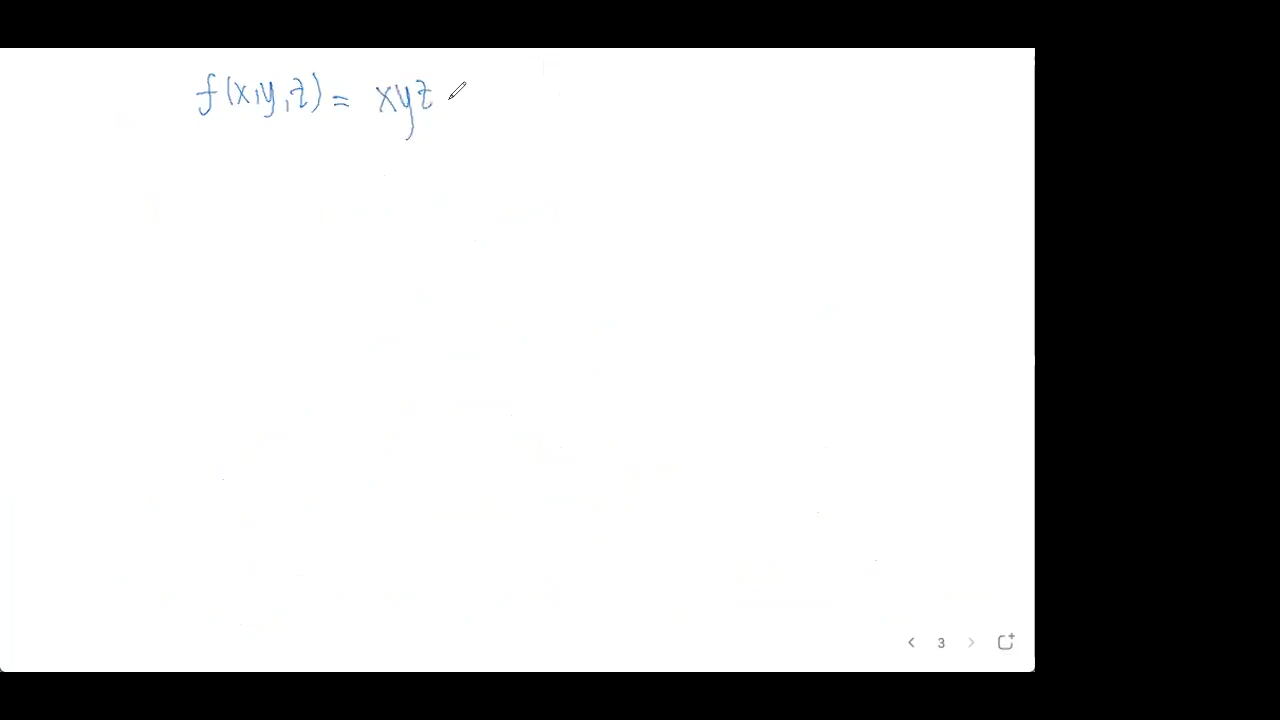 f(x,y,z) = xyz
3